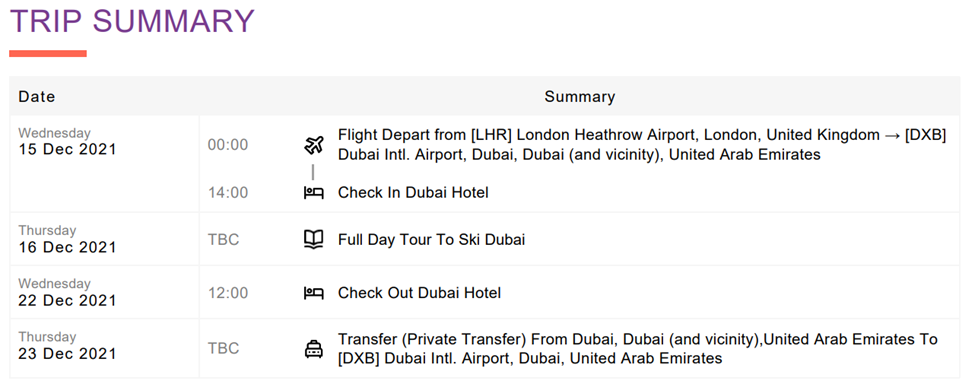 TRIP SUMMARY
Date Summary
Wednesday
15 Dec 2021
00:00
Flight Depart from [LHR] London Heathrow Airport, London, United Kingdom → [DXB]
Dubai Intl. Airport, Dubai, Dubai (and vicinity), United Arab Emirates
14:00
Check In Dubai Hotel
Thursday
16 Dec 2021
TBC
Full Day Tour To Ski Dubai
Wednesday
22 Dec 2021
12:00
Check Out Dubai Hotel
Thursday
23 Dec 2021
TBC
Transfer (Private Transfer) From Dubai, Dubai (and vicinity),United Arab Emirates To
[DXB] Dubai Intl. Airport, Dubai, United Arab Emirates